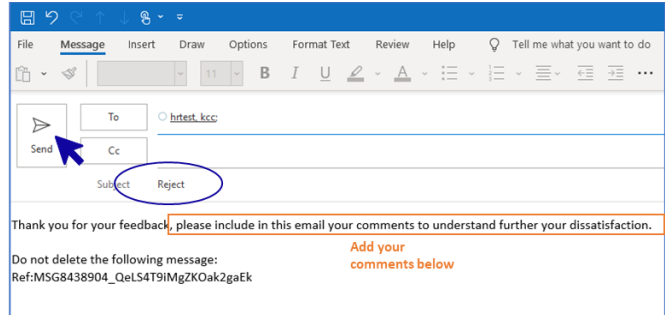 File Message Insert Draw Options Format Text Review Help Tell me what you want to do
11 B I U A
To hrtest, kcc;
Send Cc
Subject Reject
Thank you for your feedback, please include in this email your comments to understand further your dissatisfaction.
Add your
comments below
Do not delete the following message:
Ref:MSG8438904_QeLS4T9iMgZKOak2gaEk